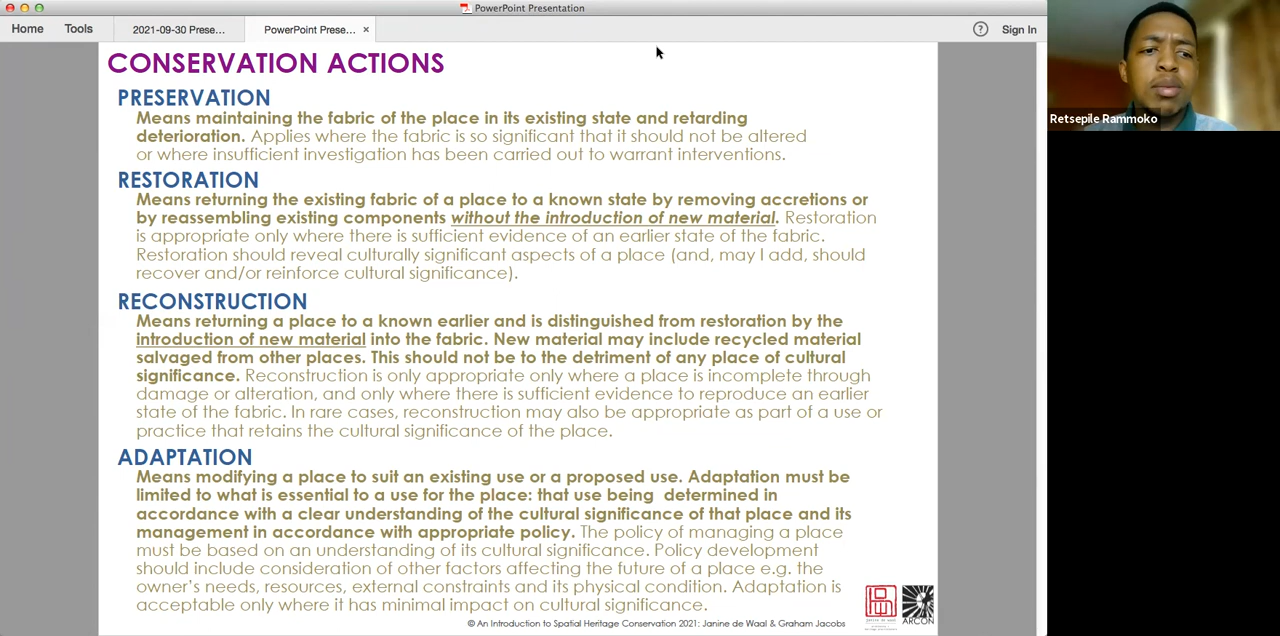 PowerPoint Presentation
Home Tools 2021-09-30 Prese... PowerPoint Prese... × ? Sign In
Retsepile Rammoko
CONSERVATION ACTIONS
PRESERVATION
Means maintaining the fabric of the place in its existing state and retarding
deterioration. Applies where the fabric is so significant that it should not be altered
or where insufficient investigation has been carried out to warrant interventions.
RESTORATION
Means returning the existing fabric of a place to a known state by removing accretions or
by reassembling existing components without the introduction of new material. Restoration
is appropriate only where there is sufficient evidence of an earlier state of the fabric.
Restoration should reveal culturally significant aspects of a place (and, may I add, should
recover and/or reinforce cultural significance).
RECONSTRUCTION
Means returning a place to a known earlier and is distinguished from restoration by the
introduction of new material into the fabric. New material may include recycled material
salvaged from other places. This should not be to the detriment of any place of cultural
significance. Reconstruction is only appropriate only where a place is incomplete through
damage or alteration, and only where there is sufficient evidence to reproduce an earlier
state of the fabric. In rare cases, reconstruction may also be appropriate as part of a use or
practice that retains the cultural significance of the place.
ADAPTATION
Means modifying a place to suit an existing use or a proposed use. Adaptation must be
limited to what is essential to a use for the place: that use being determined in
accordance with a clear understanding of the cultural significance of that place and its
management in accordance with appropriate policy. The policy of managing a place
must be based on an understanding of its cultural significance. Policy development
should include consideration of other factors affecting the future of a place e.g. the
owner's needs, resources, external constraints and its physical condition. Adaptation is
acceptable only where it has minimal impact on cultural significance.
janine de waal
ARCON
© An Introduction to Spatial Heritage Conservation 2021: Janine de Waal & Graham Jacobs